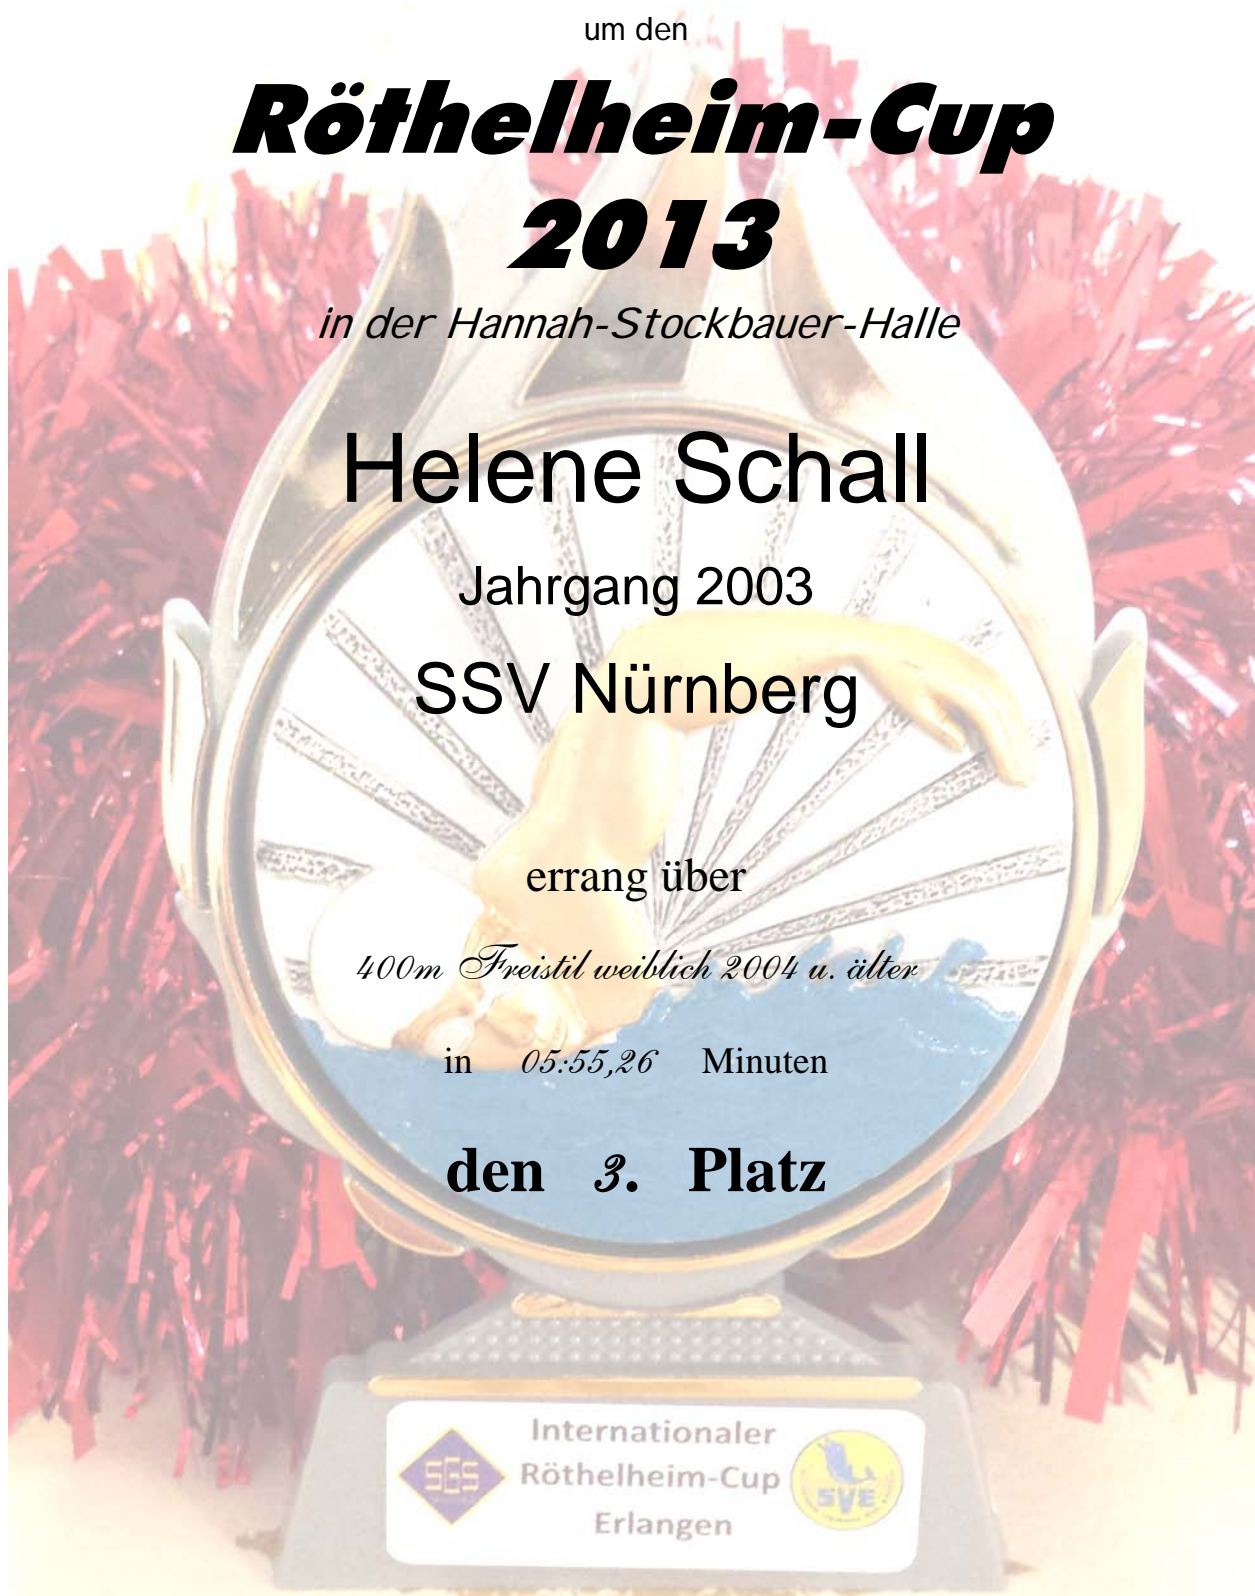 um den
Röthelheim-Cup
2013
in der Hannah-Stockbauer-Halle
Helene Schall
Jahrgang 2003
SSV Nürnberg
errang über
400m Freistil weiblich 2004 u. älter
in 05:55,26 Minuten
den 3. Platz
Internationaler
SGS Röthelheim-Cup SVE
Erlangen